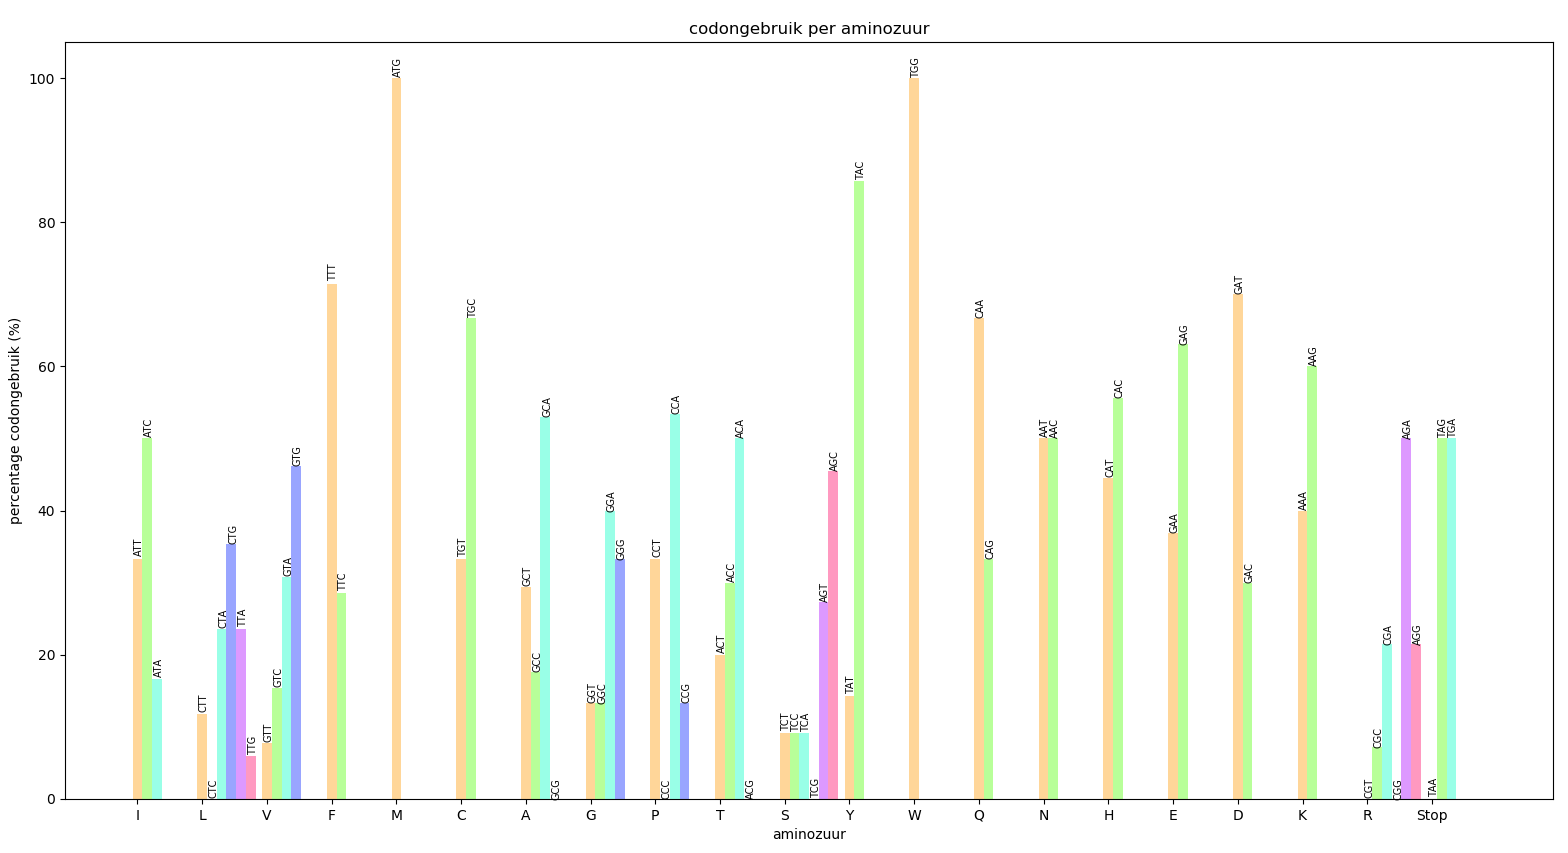 codongebruik per aminozuur
percentage codongebruik (%)
100
80
60
40
20
0
ATT
ATC
ATA
CTT
CTC
CTA
CTG
TTA
TTG
GTT
GTC
GTA
GTG
TTT
TTC
ATG
TGT
TGC
GCT
GCC
GCA
GCG
GGT
GGC
GGA
GGG
CCT
CCC
CCA
CCG
ACT
ACC
ACA
ACG
TCT
TCC
TCA
TCG
AGT
AGC
TAT
TAC
TGG
CAA
CAG
AAT
AAC
CAT
CAC
GAA
GAG
GAT
GAC
AAA
AAG
CGT
CGC
CGA
CGG
AGA
AGG
TAA
TAG
TGA
I L V F M C A G P T S Y W Q N H E D K R Stop
aminozuur